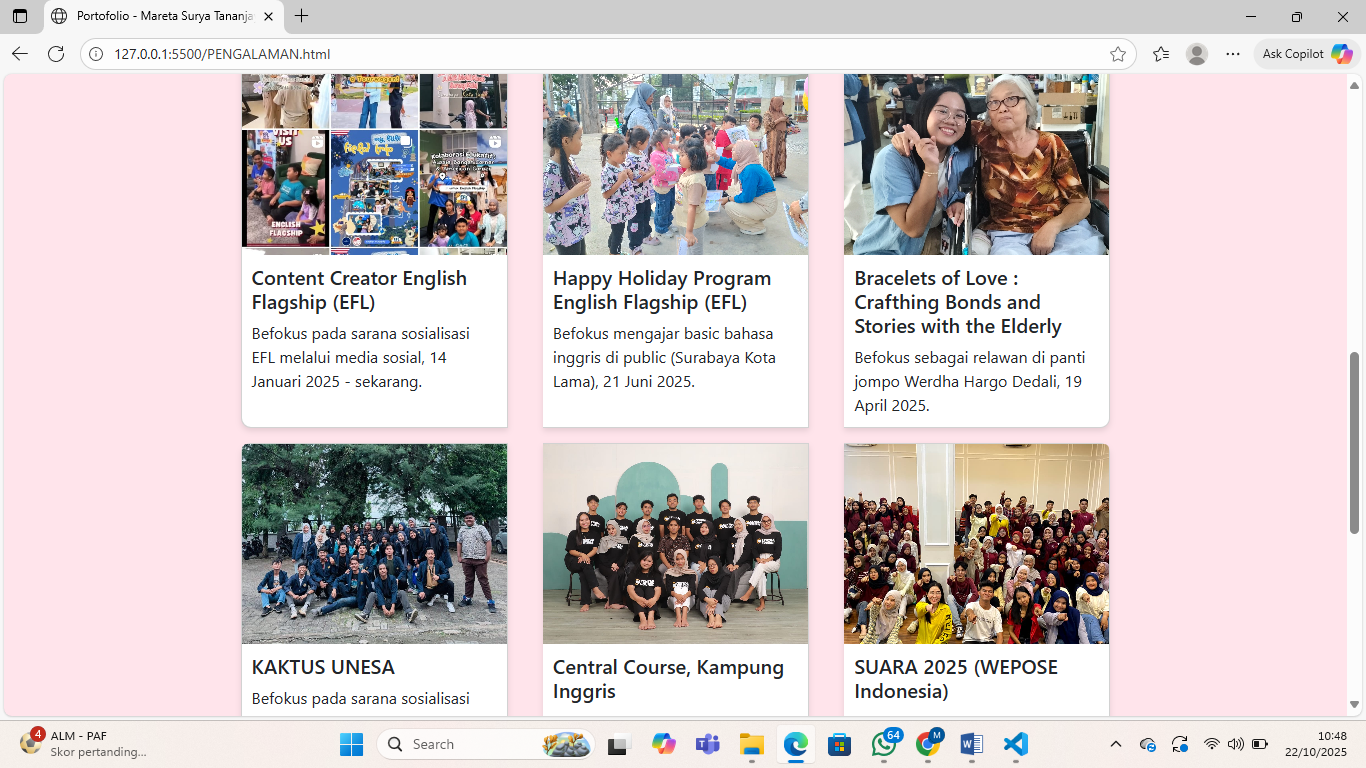 Portofolio - Mareta Surya Tananja
127.0.0.1:5500/PENGALAMAN.html
Ask Copilot
VISIT
US
ENGLISH
FLAGSHIP
Content Creator English
Flagship (EFL)
Befokus pada sarana sosialisasi
EFL melalui media sosial, 14
Januari 2025 - sekarang.
Happy Holiday Program
English Flagship (EFL)
Befokus mengajar basic bahasa
inggris di public (Surabaya Kota
Lama), 21 Juni 2025.
Bracelets of Love :
Crafthing Bonds and
Stories with the Elderly
Befokus sebagai relawan di panti
jompo Werdha Hargo Dedali, 19
April 2025.
KAKTUS UNESA
Befokus pada sarana sosialisasi
Central Course, Kampung
Inggris
SUARA 2025 (WEPOSE
Indonesia)
4
ALM - PAF
Skor pertanding...
Search
64
M
10:48
22/10/2025